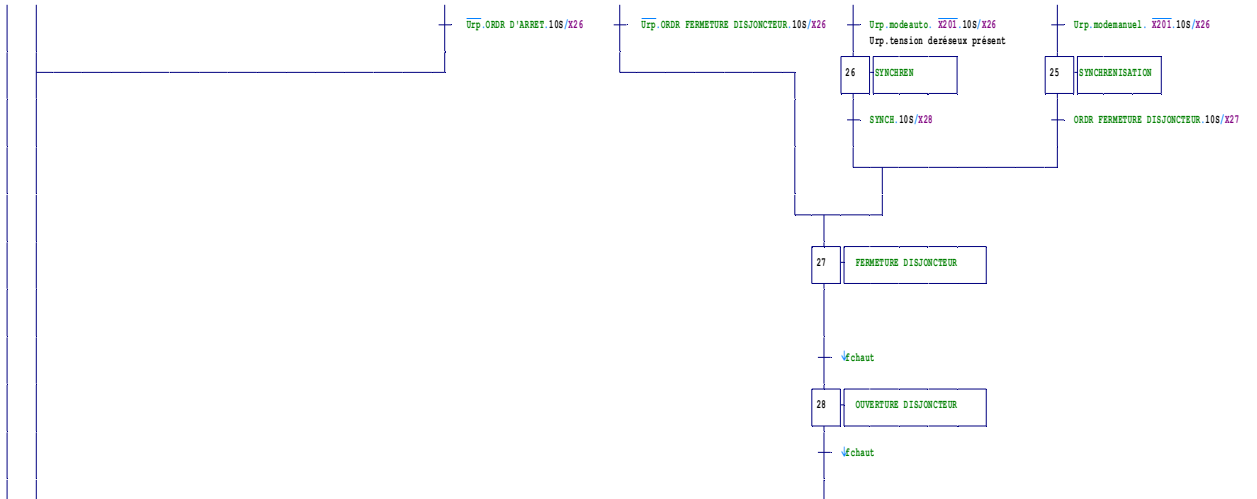 Urp.ORDR D'ARRET.10S/X26
Urp.ORDR FERMETURE DISJONCTEUR.10S/X26
Urp.modeauto. X201.10S/X26
Urp.tension deréseux présent
Urp.modemanuel. X201.10S/X26
26 SYNCHREN
25 SYNCHRENISATION
SYNCH.10S/X28
ORDR FERMETURE DISJONCTEUR.10S/X27
27 FERMETURE DISJONCTEUR
↓fchaut
28 OUVERTURE DISJONCTEUR
↓fchaut